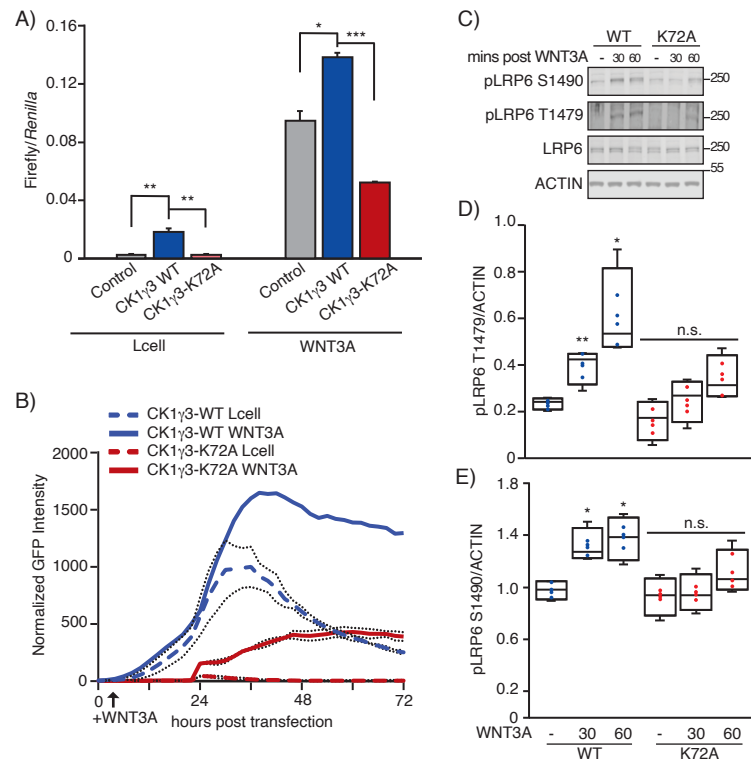 A)
0.16
0.12
0.08
0.04
0
Firefly/Renilla
**
**
*
***
Control
CK1γ3 WT
CK1γ3-K72A
Control
CK1γ3 WT
CK1γ3-K72A
Lcell
WNT3A
B)
CK1γ3-WT Lcell
CK1γ3-WT WNT3A
CK1γ3-K72A Lcell
CK1γ3-K72A WNT3A
2000
1500
1000
500
0
Normalized GFP Intensity
0
24
48
72
+WNT3A
hours post transfection
C)
WT
K72A
mins post WNT3A
- 30 60 - 30 60
pLRP6 S1490
250
pLRP6 T1479
250
LRP6
250
55
ACTIN
D)
1.0
0.8
0.6
0.4
0.2
0
pLRP6 T1479/ACTIN
**
*
n.s.
E)
1.8
1.4
1.0
0.6
0.2
0
pLRP6 S1490/ACTIN
*
*
n.s.
WNT3A
- 30 60 - 30 60
WT
K72A